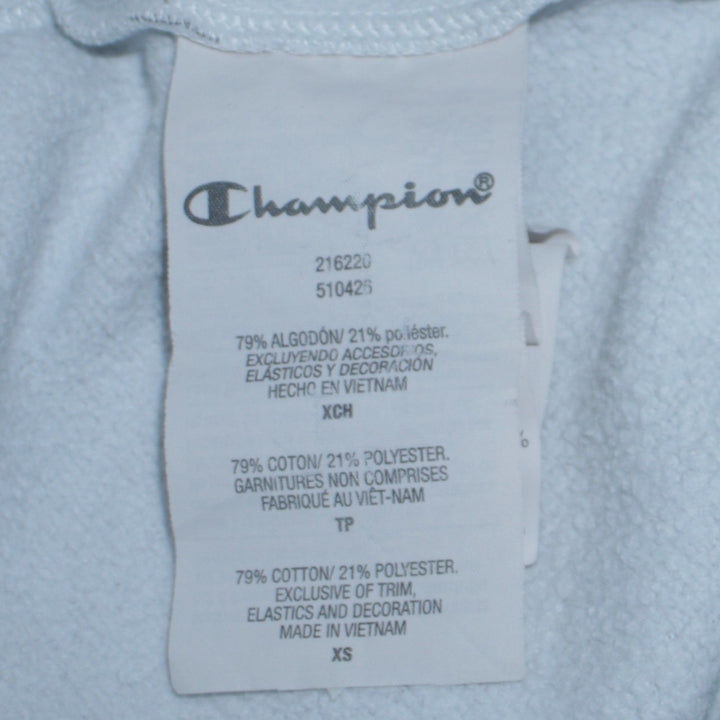 Champion®
216220
510426
79% ALGODÓN/ 21% poliéster.
EXCLUYENDO ACCESORIOS,
ELÁSTICOS Y DECORACIÓN
HECHO EN VIETNAM
XCH
79% COTON/ 21% POLYESTER.
GARNITURES NON COMPRISES
FABRIQUÉ AU VIÊT-NAM
TP
79% COTTON/ 21% POLYESTER.
EXCLUSIVE OF TRIM,
ELASTICS AND DECORATION
MADE IN VIETNAM
XS
%